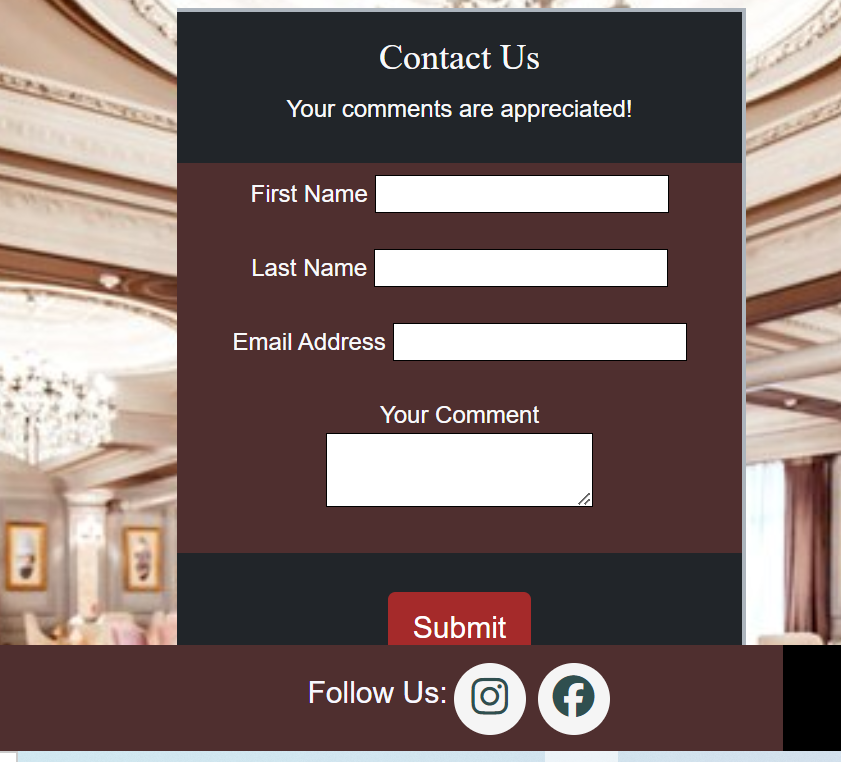 Contact Us
Your comments are appreciated!
First Name
Last Name
Email Address
Your Comment
Submit
Follow Us: